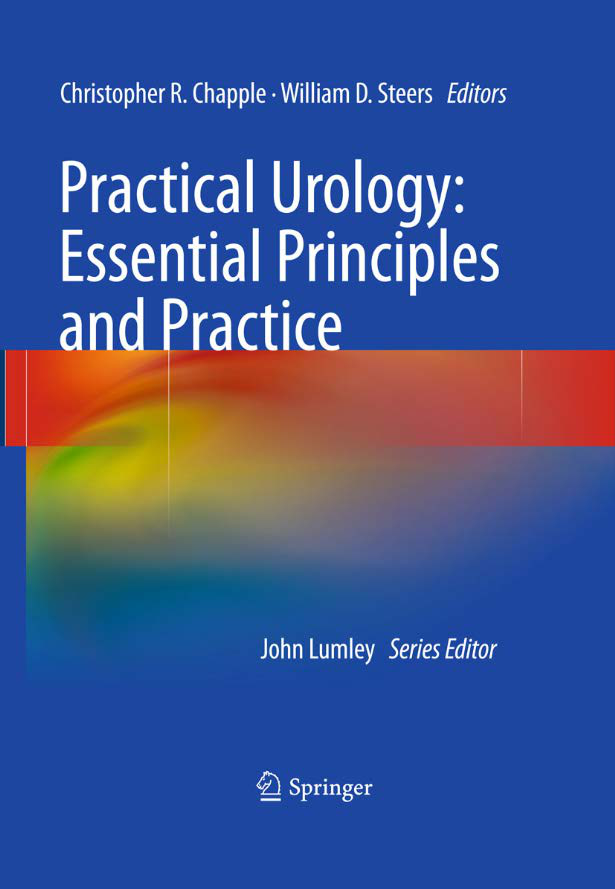 Christopher R. Chapple · William D. Steers Editors
Practical Urology:
Essential Principles
and Practice
John Lumley Series Editor
Springer